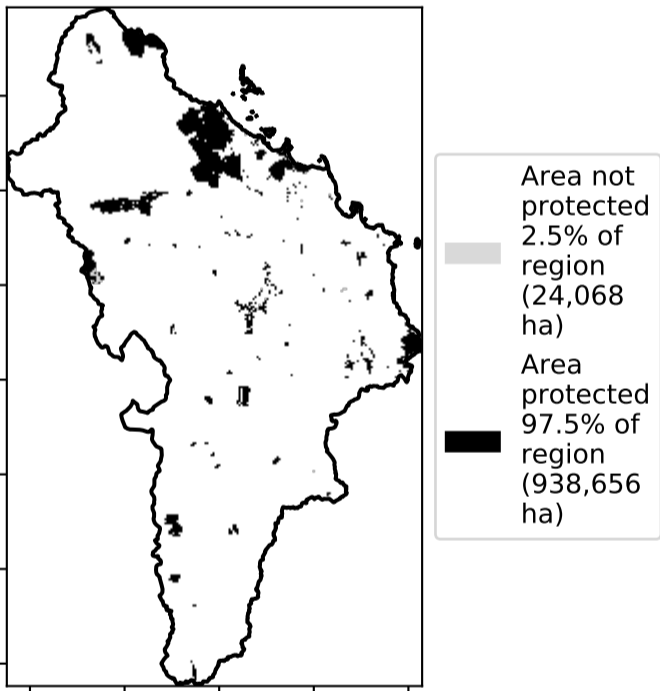 Area not
protected
2.5% of
region
(24,068
ha)
Area
protected
97.5% of
region
(938,656
ha)